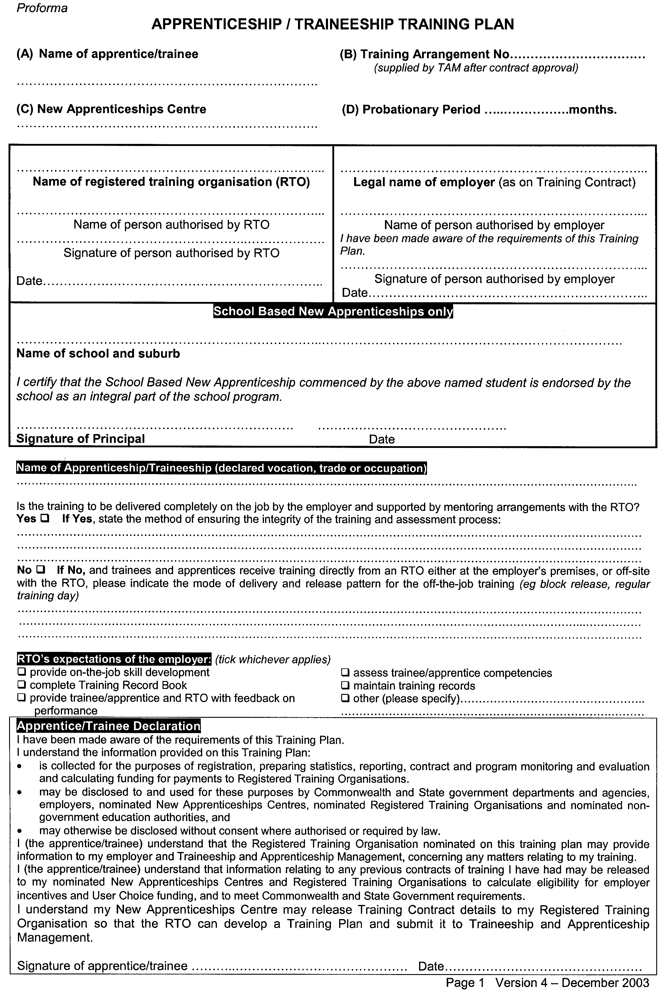 Proforma
APPRENTICESHIP / TRAINEESHIP TRAINING PLAN
(A) Name of apprentice/trainee
(B) Training Arrangement No.................................
(supplied by TAM after contract approval)
........................................................................
(C) New Apprenticeships Centre
(D) Probationary Period ....................months.
........................................................................
..........................................................................
Name of registered training organisation (RTO)
..........................................................................
Name of person authorised by RTO
..........................................................................
Signature of person authorised by RTO
Date...................................................................
..........................................................................
Legal name of employer (as on Training Contract)
..........................................................................
Name of person authorised by employer
I have been made aware of the requirements of this Training
Plan.
..........................................................................
Signature of person authorised by employer
Date...................................................................
School Based New Apprenticeships only
..................................................................................................................................................
Name of school and suburb
I certify that the School Based New Apprenticeship commenced by the above named student is endorsed by the
school as an integral part of the school program.
................................................................... .............................................
Signature of Principal Date
Name of Apprenticeship/Traineeship (declared vocation, trade or occupation)
......................................................................................................................................................
Is the training to be delivered completely on the job by the employer and supported by mentoring arrangements with the RTO?
Yes ❑ If Yes, state the method of ensuring the integrity of the training and assessment process:
......................................................................................................................................................
......................................................................................................................................................
......................................................................................................................................................
No ❑ If No, and trainees and apprentices receive training directly from an RTO either at the employer's premises, or off-site
with the RTO, please indicate the mode of delivery and release pattern for the off-the-job training (eg block release, regular
training day)
......................................................................................................................................................
......................................................................................................................................................
......................................................................................................................................................
RTO's expectations of the employer: (tick whichever applies)
❑ provide on-the-job skill development
❑ complete Training Record Book
❑ provide trainee/apprentice and RTO with feedback on
performance
❑ assess trainee/apprentice competencies
❑ maintain training records
❑ other (please specify)............................................
.........................................................................
Apprentice/Trainee Declaration
I have been made aware of the requirements of this Training Plan.
I understand the information provided on this Training Plan:
• is collected for the purposes of registration, preparing statistics, reporting, contract and program monitoring and evaluation
and calculating funding for payments to Registered Training Organisations.
• may be disclosed to and used for these purposes by Commonwealth and State government departments and agencies,
employers, nominated New Apprenticeships Centres, nominated Registered Training Organisations and nominated non-
government education authorities, and
• may otherwise be disclosed without consent where authorised or required by law.
I (the apprentice/trainee) understand that the Registered Training Organisation nominated on this training plan may provide
information to my employer and Traineeship and Apprenticeship Management, concerning any matters relating to my training.
I (the apprentice/trainee) understand that information relating to any previous contracts of training I have had may be released
to my nominated New Apprenticeships Centres and Registered Training Organisations to calculate eligibility for employer
incentives and User Choice funding, and to meet Commonwealth and State Government requirements.
I understand my New Apprenticeships Centre may release Training Contract details to my Registered Training
Organisation so that the RTO can develop a Training Plan and submit it to Traineeship and Apprenticeship
Management.
Signature of apprentice/trainee .................................................... Date...............................................
Page 1 Version 4 – December 2003